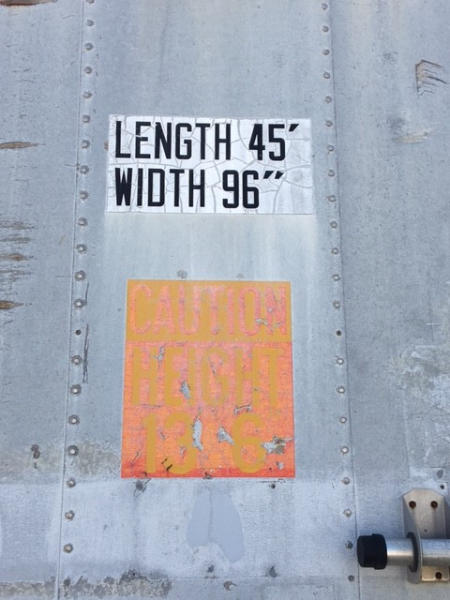 LENGTH 45'
WIDTH 96"
CAUTION
HEIGHT
13 6